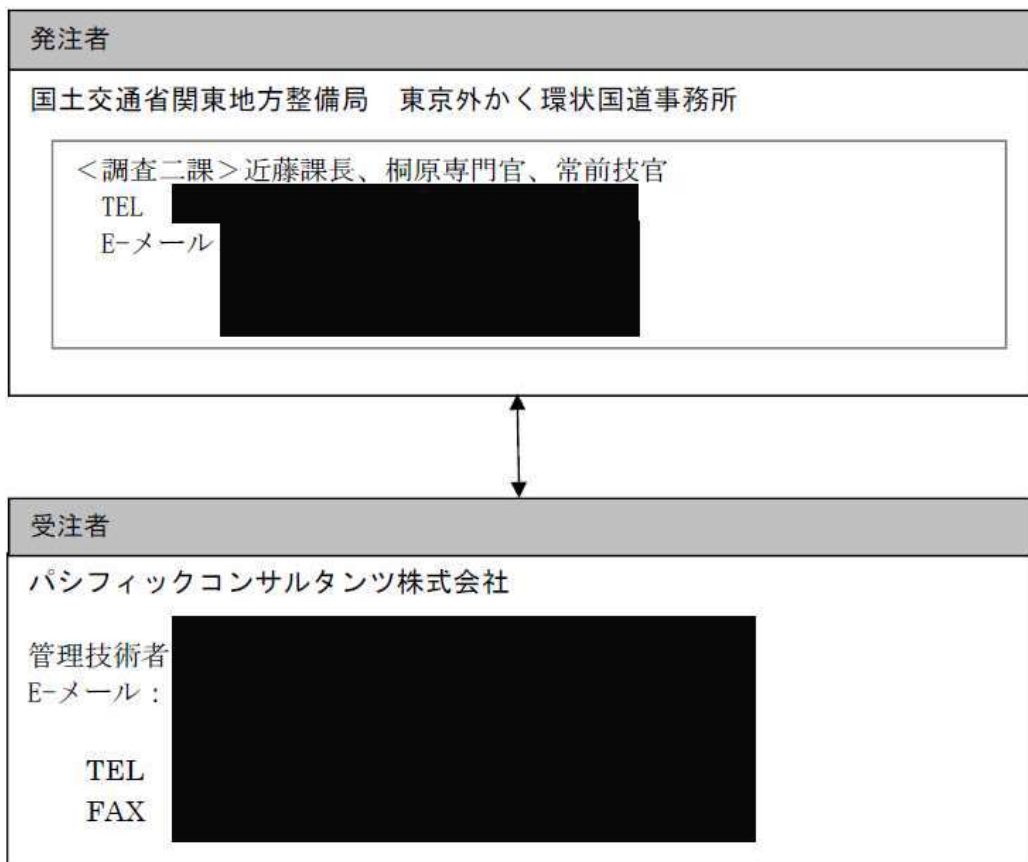 発注者
国土交通省関東地方整備局　東京外かく環状国道事務所
＜調査二課＞近藤課長、桐原専門官、常前技官
TEL
E-メール
受注者
パシフィックコンサルタンツ株式会社
管理技術者
E-メール：
TEL
FAX